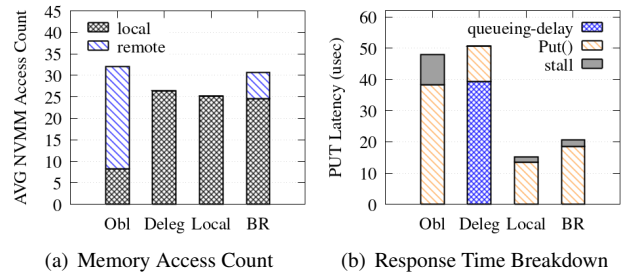 AVG NVMM Access Count
45
40
35
30
25
20
15
10
5
0
local
remote
Obl Deleg Local BR
(a) Memory Access Count
PUT Latency (usec)
60
50
40
30
20
10
0
queueing-delay
Put()
stall
Obl Deleg Local BR
(b) Response Time Breakdown